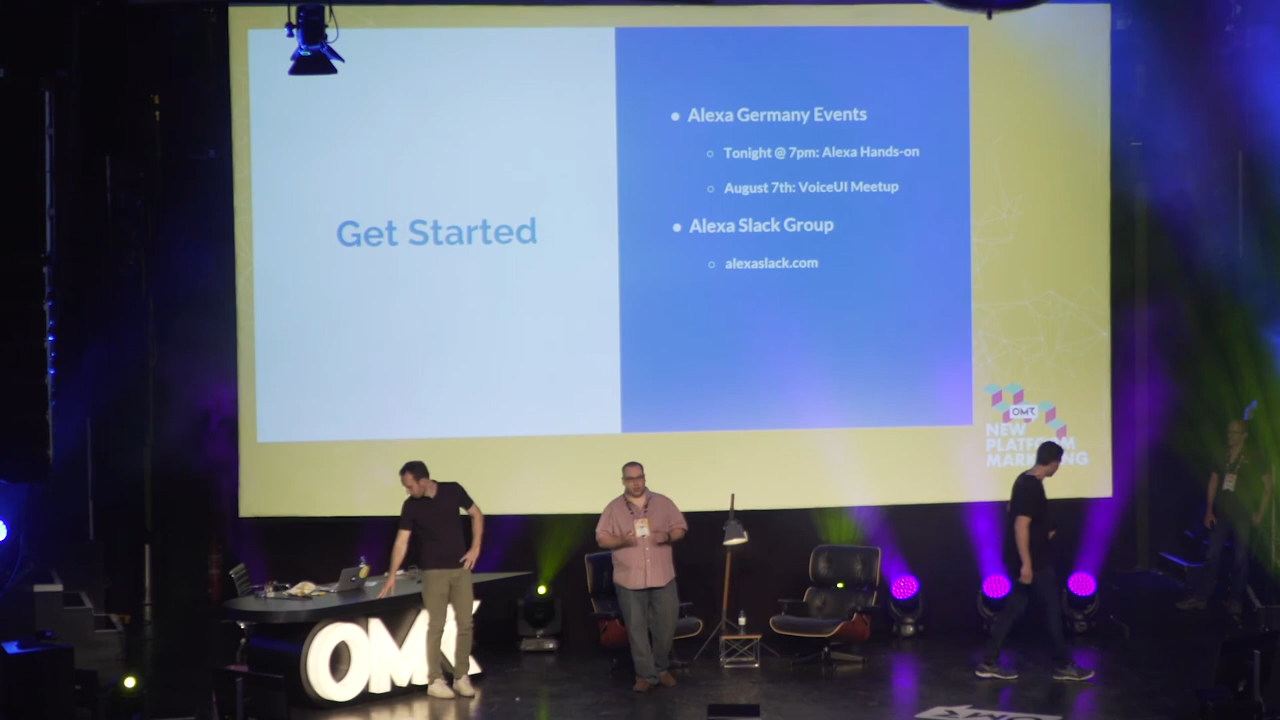 Get Started
● Alexa Germany Events
○ Tonight @ 7pm: Alexa Hands-on
○ August 7th: VoiceUI Meetup
● Alexa Slack Group
○ alexaslack.com
OMR
NEW
PLATFORM
MARKETING
OMR
OMR